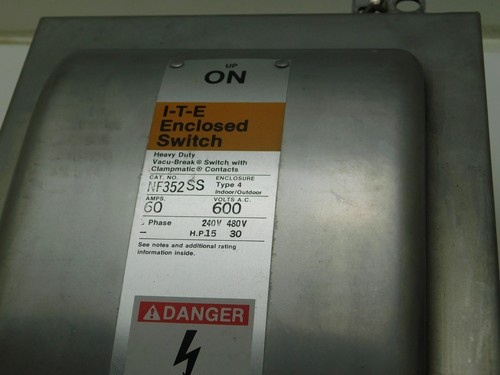 UP
ON
I-T-E
Enclosed
Switch
Heavy Duty
Vacu-Break® Switch with
Clampmatic® Contacts
CAT. NO. ENCLOSURE
NF352SS Type 4
Indoor/Outdoor
AMPS. VOLTS A.C.
60 600
Phase 240V 480V
H.P. 15 30
See notes and additional rating
information inside.
DANGER